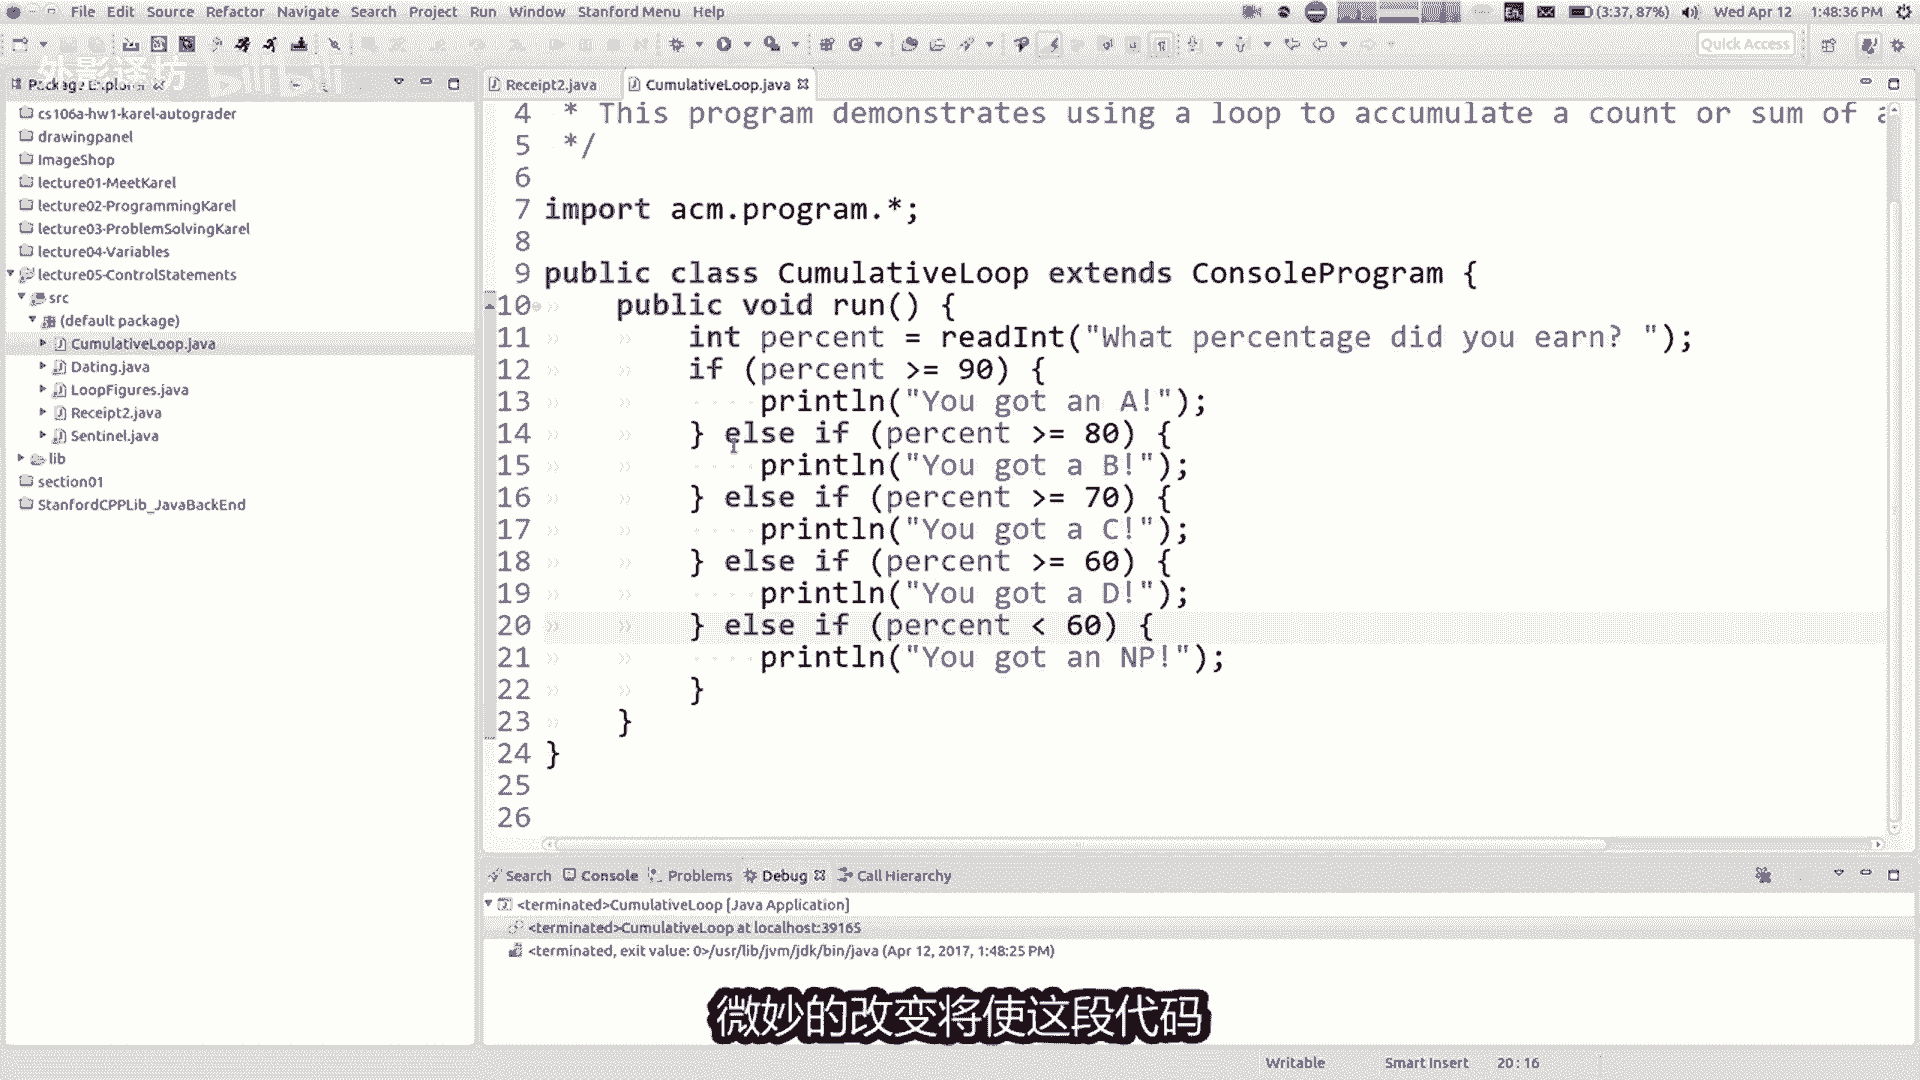 File Edit Source Refactor Navigate Search Project Run Window Stanford Menu Help
En (3:37, 87%) Wed Apr 12 1:48:36 PM
Quick Access
外影译坊 bilibili
Package Explorer
Receipt2.java CumulativeLoop.java
cs106a-hw1-karel-autograder
drawingpanel
ImageShop
lecture01-MeetKarel
lecture02-ProgrammingKarel
lecture03-ProblemSolvingKarel
lecture04-Variables
lecture05-ControlStatements
src
(default package)
CumulativeLoop.java
Dating.java
LoopFigures.java
Receipt2.java
Sentinel.java
lib
section01
StanfordCPPLib_JavaBackEnd
4 * This program demonstrates using a loop to accumulate a count or sum of
5 */
6
7 import acm.program.*;
8
9 public class CumulativeLoop extends ConsoleProgram {
10 public void run() {
11 int percent = readInt("What percentage did you earn? ");
12 if (percent >= 90) {
13 println("You got an A!");
14 } else if (percent >= 80) {
15 println("You got a B!");
16 } else if (percent >= 70) {
17 println("You got a C!");
18 } else if (percent >= 60) {
19 println("You got a D!");
20 } else if (percent < 60) {
21 println("You got an NP!");
22 }
23 }
24 }
25
26
Search Console Problems Debug Call Hierarchy
<terminated>CumulativeLoop [Java Application]
<terminated>CumulativeLoop at localhost:39165
<terminated, exit value: 0>/usr/lib/jvm/jdk/bin/java (Apr 12, 2017, 1:48:25 PM)
微妙的改变将使这段代码
Writable Smart Insert 20 : 16